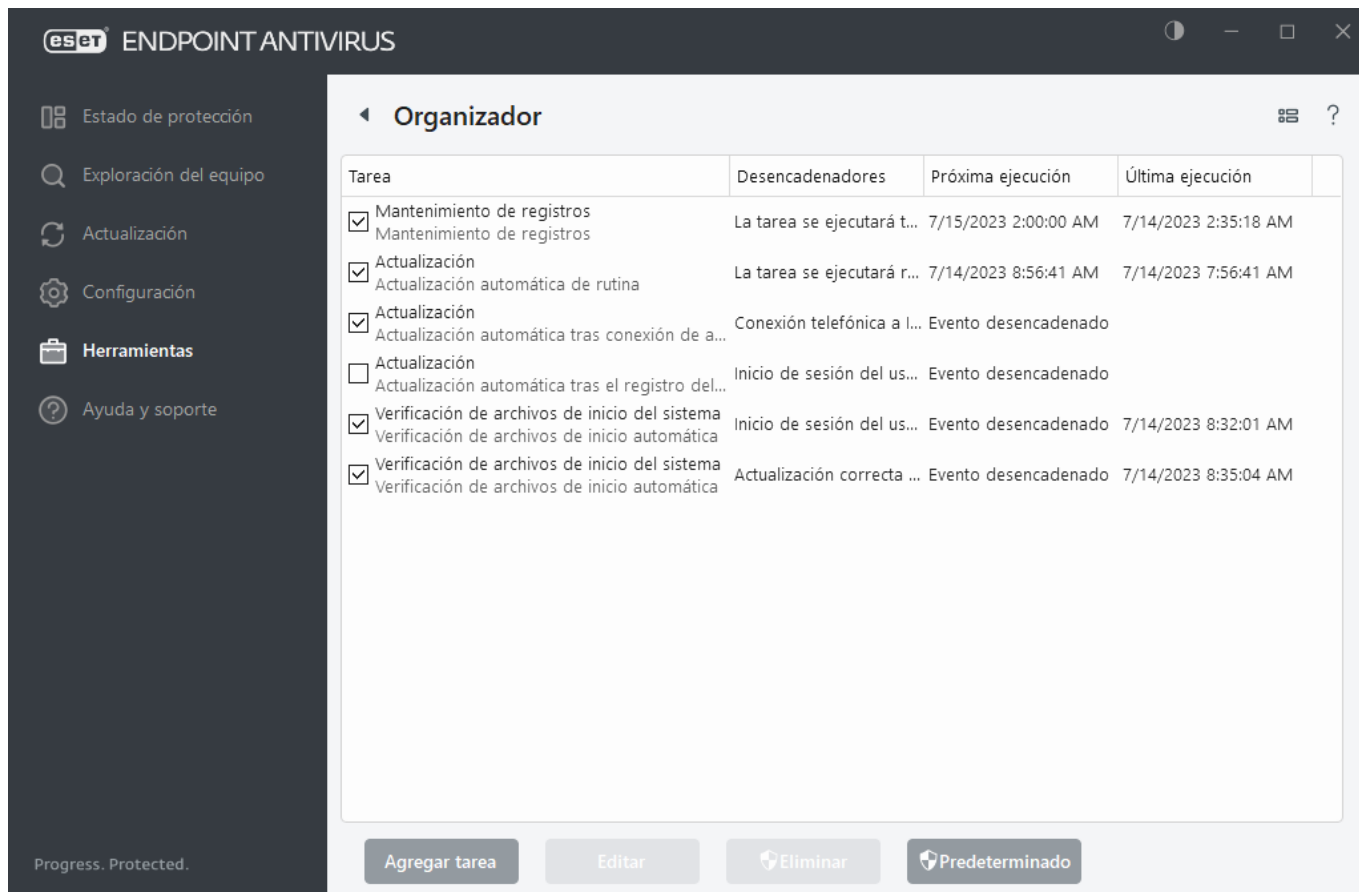 eset ENDPOINT ANTIVIRUS
Estado de protección
Exploración del equipo
Actualización
Configuración
Herramientas
Ayuda y soporte
Progress. Protected.
Organizador
?
Tarea Desencadenadores Próxima ejecución Última ejecución
Mantenimiento de registros
Mantenimiento de registros
La tarea se ejecutará t... 7/15/2023 2:00:00 AM 7/14/2023 2:35:18 AM
Actualización
Actualización automática de rutina
La tarea se ejecutará r... 7/14/2023 8:56:41 AM 7/14/2023 7:56:41 AM
Actualización
Actualización automática tras conexión de a...
Conexión telefónica a I... Evento desencadenado
Actualización
Actualización automática tras el registro del...
Inicio de sesión del us... Evento desencadenado
Verificación de archivos de inicio del sistema
Verificación de archivos de inicio automática
Inicio de sesión del us... Evento desencadenado 7/14/2023 8:32:01 AM
Verificación de archivos de inicio del sistema
Verificación de archivos de inicio automática
Actualización correcta ... Evento desencadenado 7/14/2023 8:35:04 AM
Agregar tarea Editar Eliminar Predeterminado